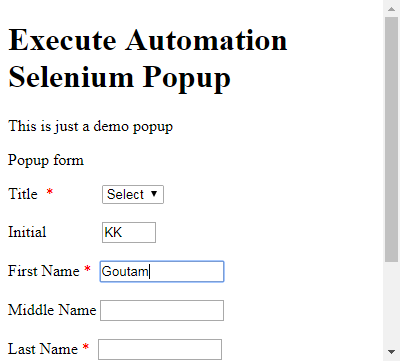 Execute Automation
Selenium Popup
This is just a demo popup
Popup form
Title * Select
Initial KK
First Name * Goutam
Middle Name
Last Name *